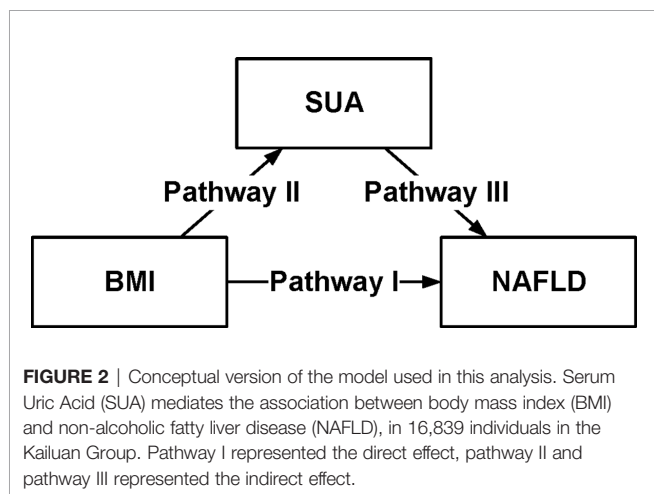 SUA
Pathway II
Pathway III
BMI
Pathway I
NAFLD
FIGURE 2 | Conceptual version of the model used in this analysis. Serum
Uric Acid (SUA) mediates the association between body mass index (BMI)
and non-alcoholic fatty liver disease (NAFLD), in 16,839 individuals in the
Kailuan Group. Pathway I represented the direct effect, pathway II and
pathway III represented the indirect effect.